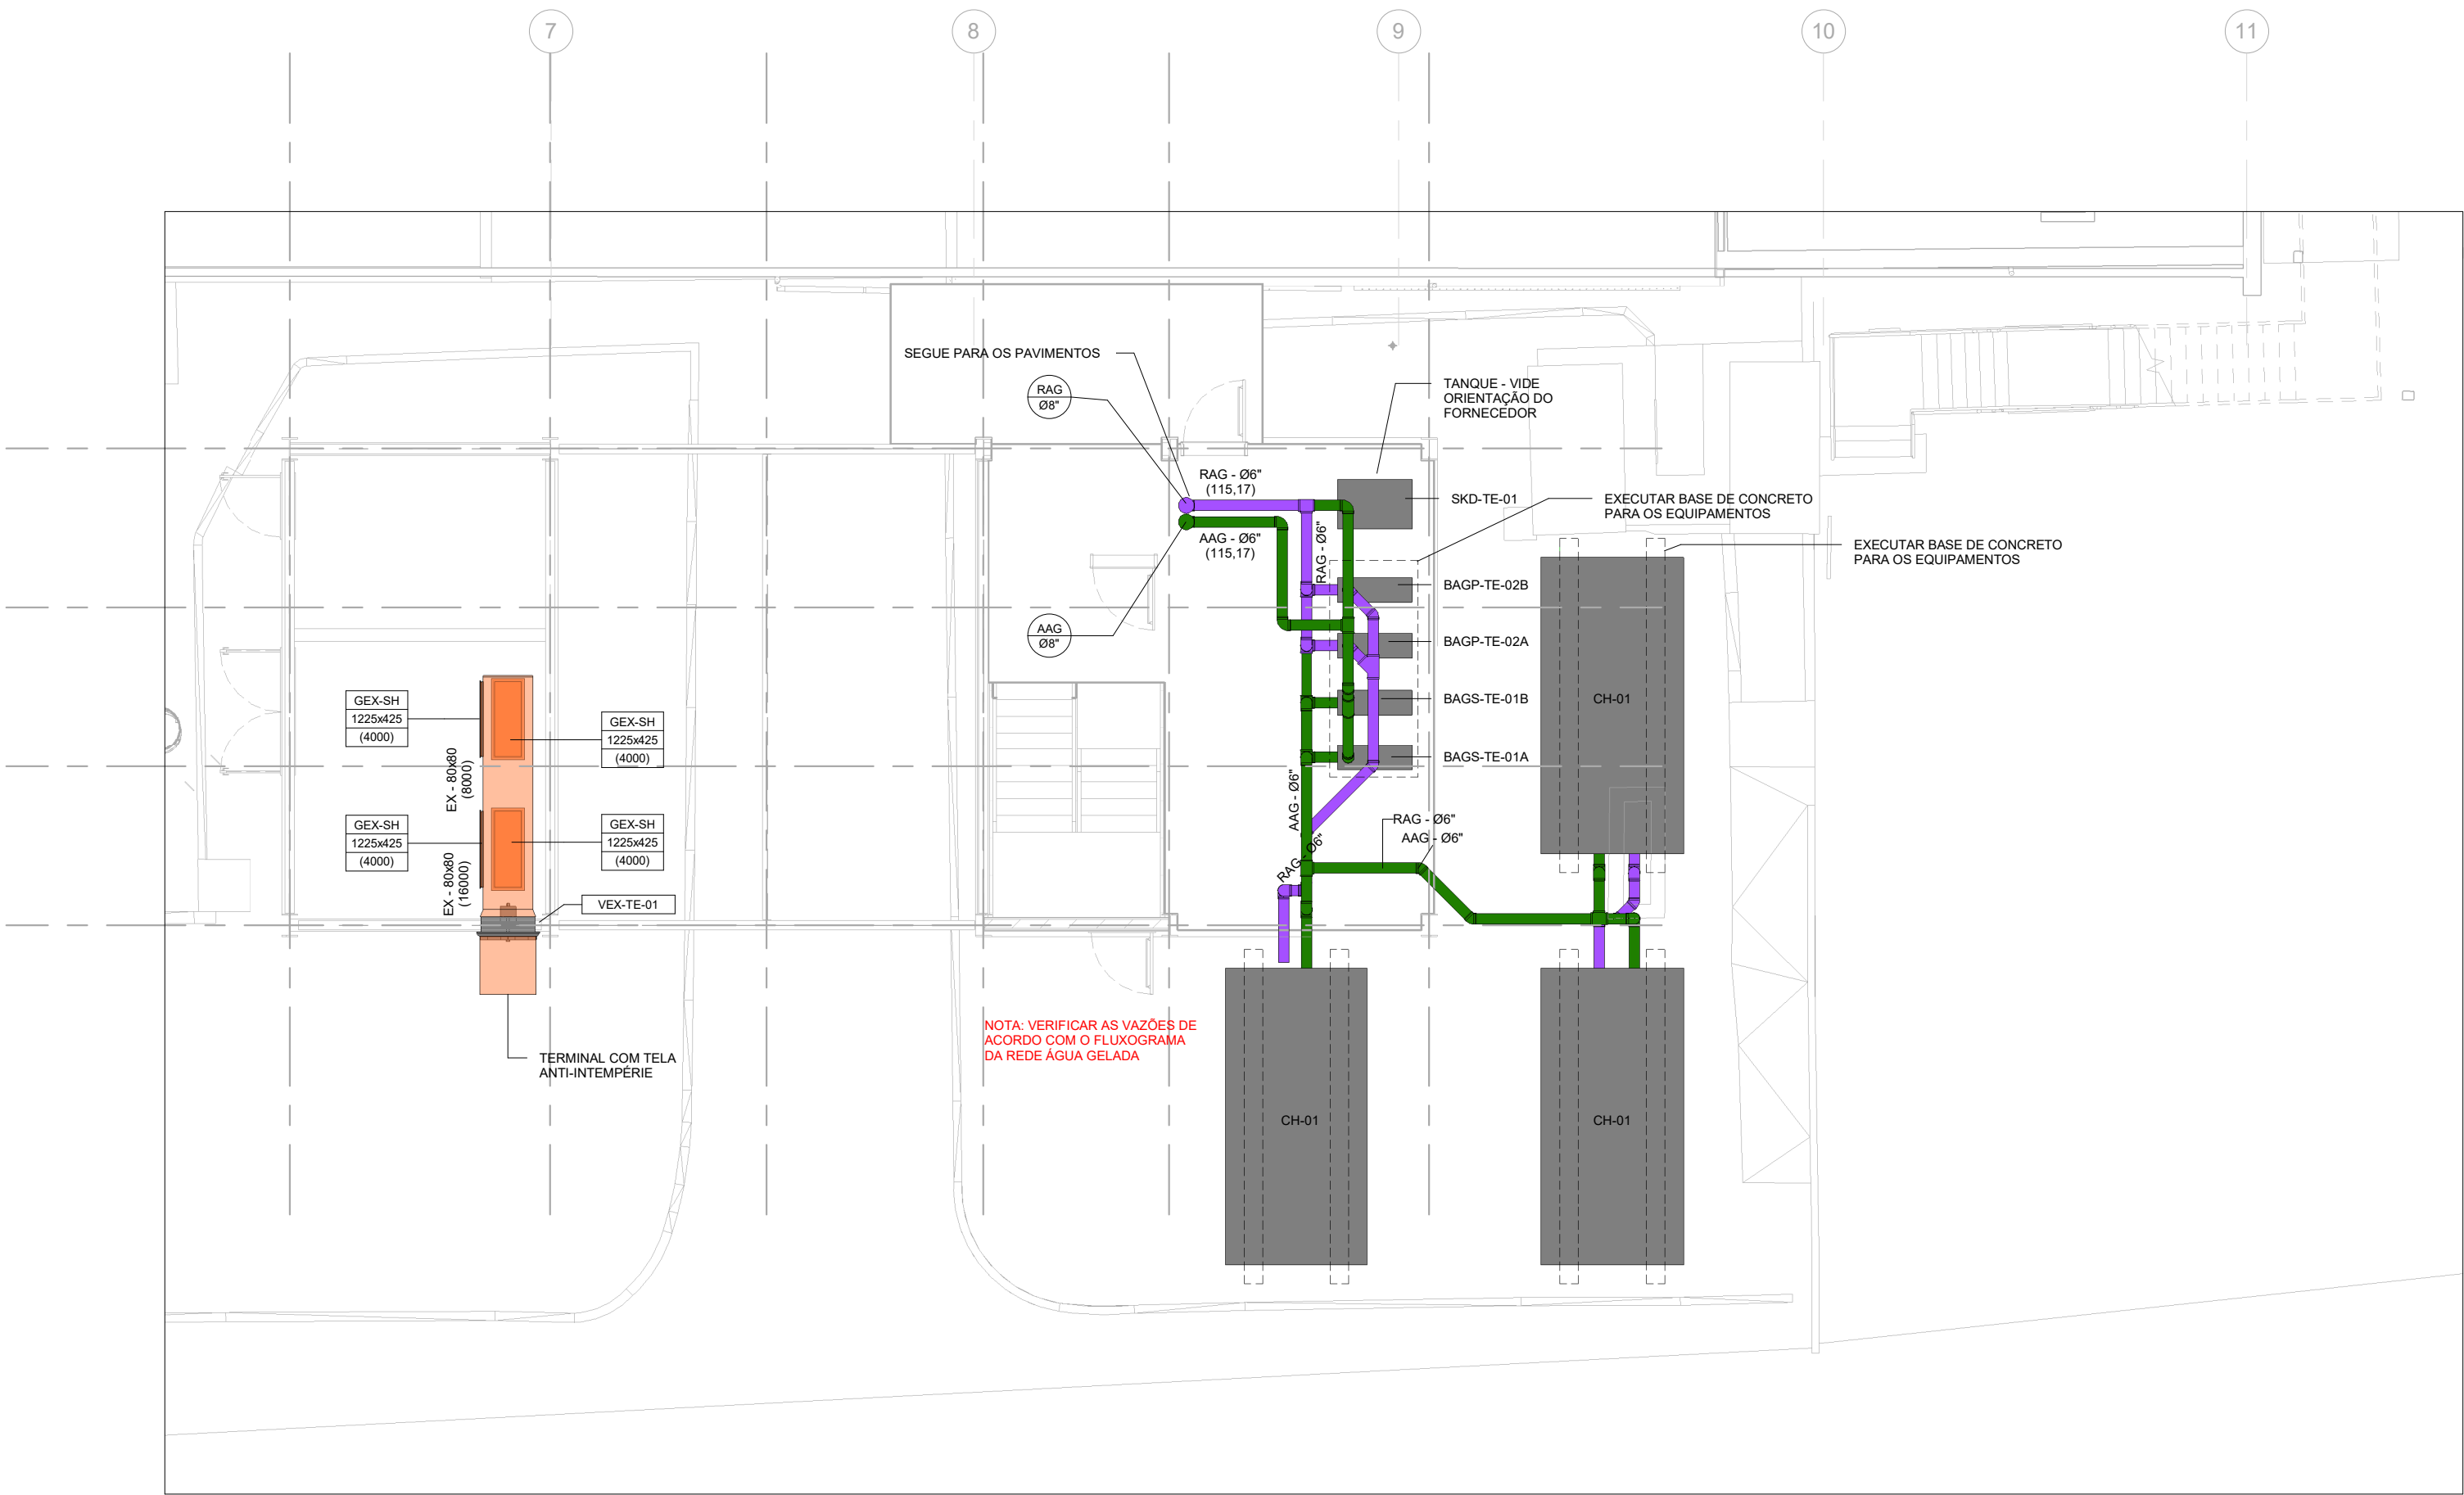 7
8
9
10
11
SEGUE PARA OS PAVIMENTOS
RAG
Ø8"
TANQUE - VIDE
ORIENTAÇÃO DO
FORNECEDOR
RAG - Ø6"
(115,17)
SKD-TE-01
EXECUTAR BASE DE CONCRETO
PARA OS EQUIPAMENTOS
AAG - Ø6"
(115,17)
RAG - Ø6"
EXECUTAR BASE DE CONCRETO
PARA OS EQUIPAMENTOS
BAGP-TE-02B
AAG
Ø8"
BAGP-TE-02A
BAGS-TE-01B
CH-01
BAGS-TE-01A
GEX-SH
1225x425
(4000)
GEX-SH
1225x425
(4000)
EX - 80x80
(8000)
GEX-SH
1225x425
(4000)
GEX-SH
1225x425
(4000)
EX - 80x80
(16000)
VEX-TE-01
AAG - Ø6"
RAG - Ø6"
AAG - Ø6"
RAG - Ø6"
NOTA: VERIFICAR AS VAZÕES DE
ACORDO COM O FLUXOGRAMA
DA REDE ÁGUA GELADA
TERMINAL COM TELA
ANTI-INTEMPÉRIE
CH-01
CH-01